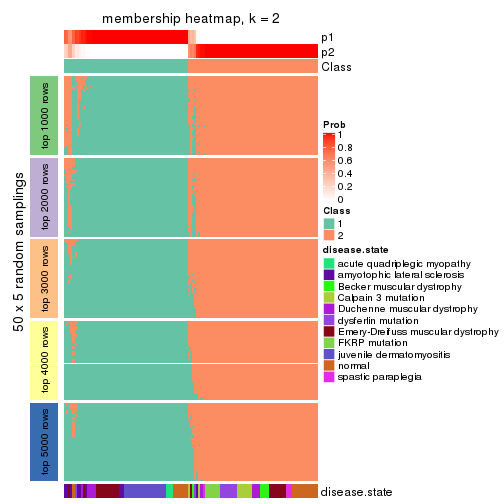 membership heatmap, k = 2
p1
p2
Class
50 x 5 random samplings
top 1000 rows
top 2000 rows
top 3000 rows
top 4000 rows
top 5000 rows
Prob
1
0.8
0.6
0.4
0.2
0
Class
1
2
disease.state
acute quadriplegic myopathy
amyotophic lateral sclerosis
Becker muscular dystrophy
Calpain 3 mutation
Duchenne muscular dystrophy
dysferlin mutation
Emery-Dreifuss muscular dystrophy
FKRP mutation
juvenile dermatomyositis
normal
spastic paraplegia
disease.state